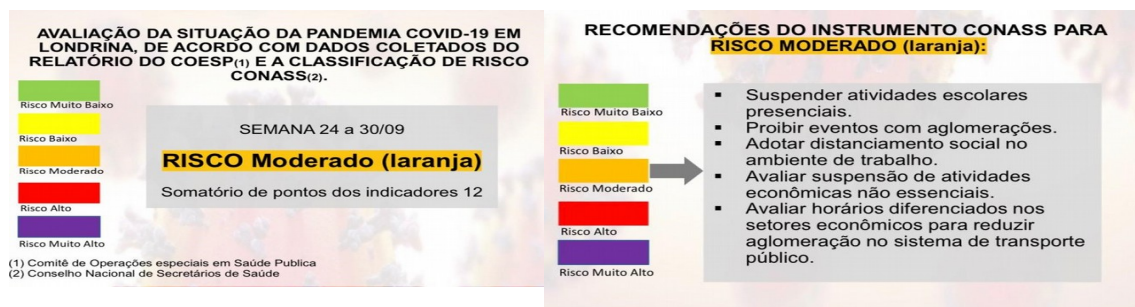 AVALIAÇÃO DA SITUAÇÃO DA PANDEMIA COVID-19 EM
LONDRINA, DE ACORDO COM DADOS COLETADOS DO
RELATÓRIO DO COESP(1) E A CLASSIFICAÇÃO DE RISCO
CONASS(2).
Risco Muito Baixo
Risco Baixo
Risco Moderado
Risco Alto
Risco Muito Alto
SEMANA 24 a 30/09
RISCO Moderado (laranja)
Somatório de pontos dos indicadores 12
(1) Comitê de Operações especiais em Saúde Publica
(2) Conselho Nacional de Secretários de Saúde
RECOMENDAÇÕES DO INSTRUMENTO CONASS PARA
RISCO MODERADO (laranja):
Risco Muito Baixo
Risco Baixo
Risco Moderado
Risco Alto
Risco Muito Alto
▪ Suspender atividades escolares
presenciais.
▪ Proibir eventos com aglomerações.
▪ Adotar distanciamento social no
ambiente de trabalho.
▪ Avaliar suspensão de atividades
econômicas não essenciais.
▪ Avaliar horários diferenciados nos
setores econômicos para reduzir
aglomeração no sistema de transporte
público.